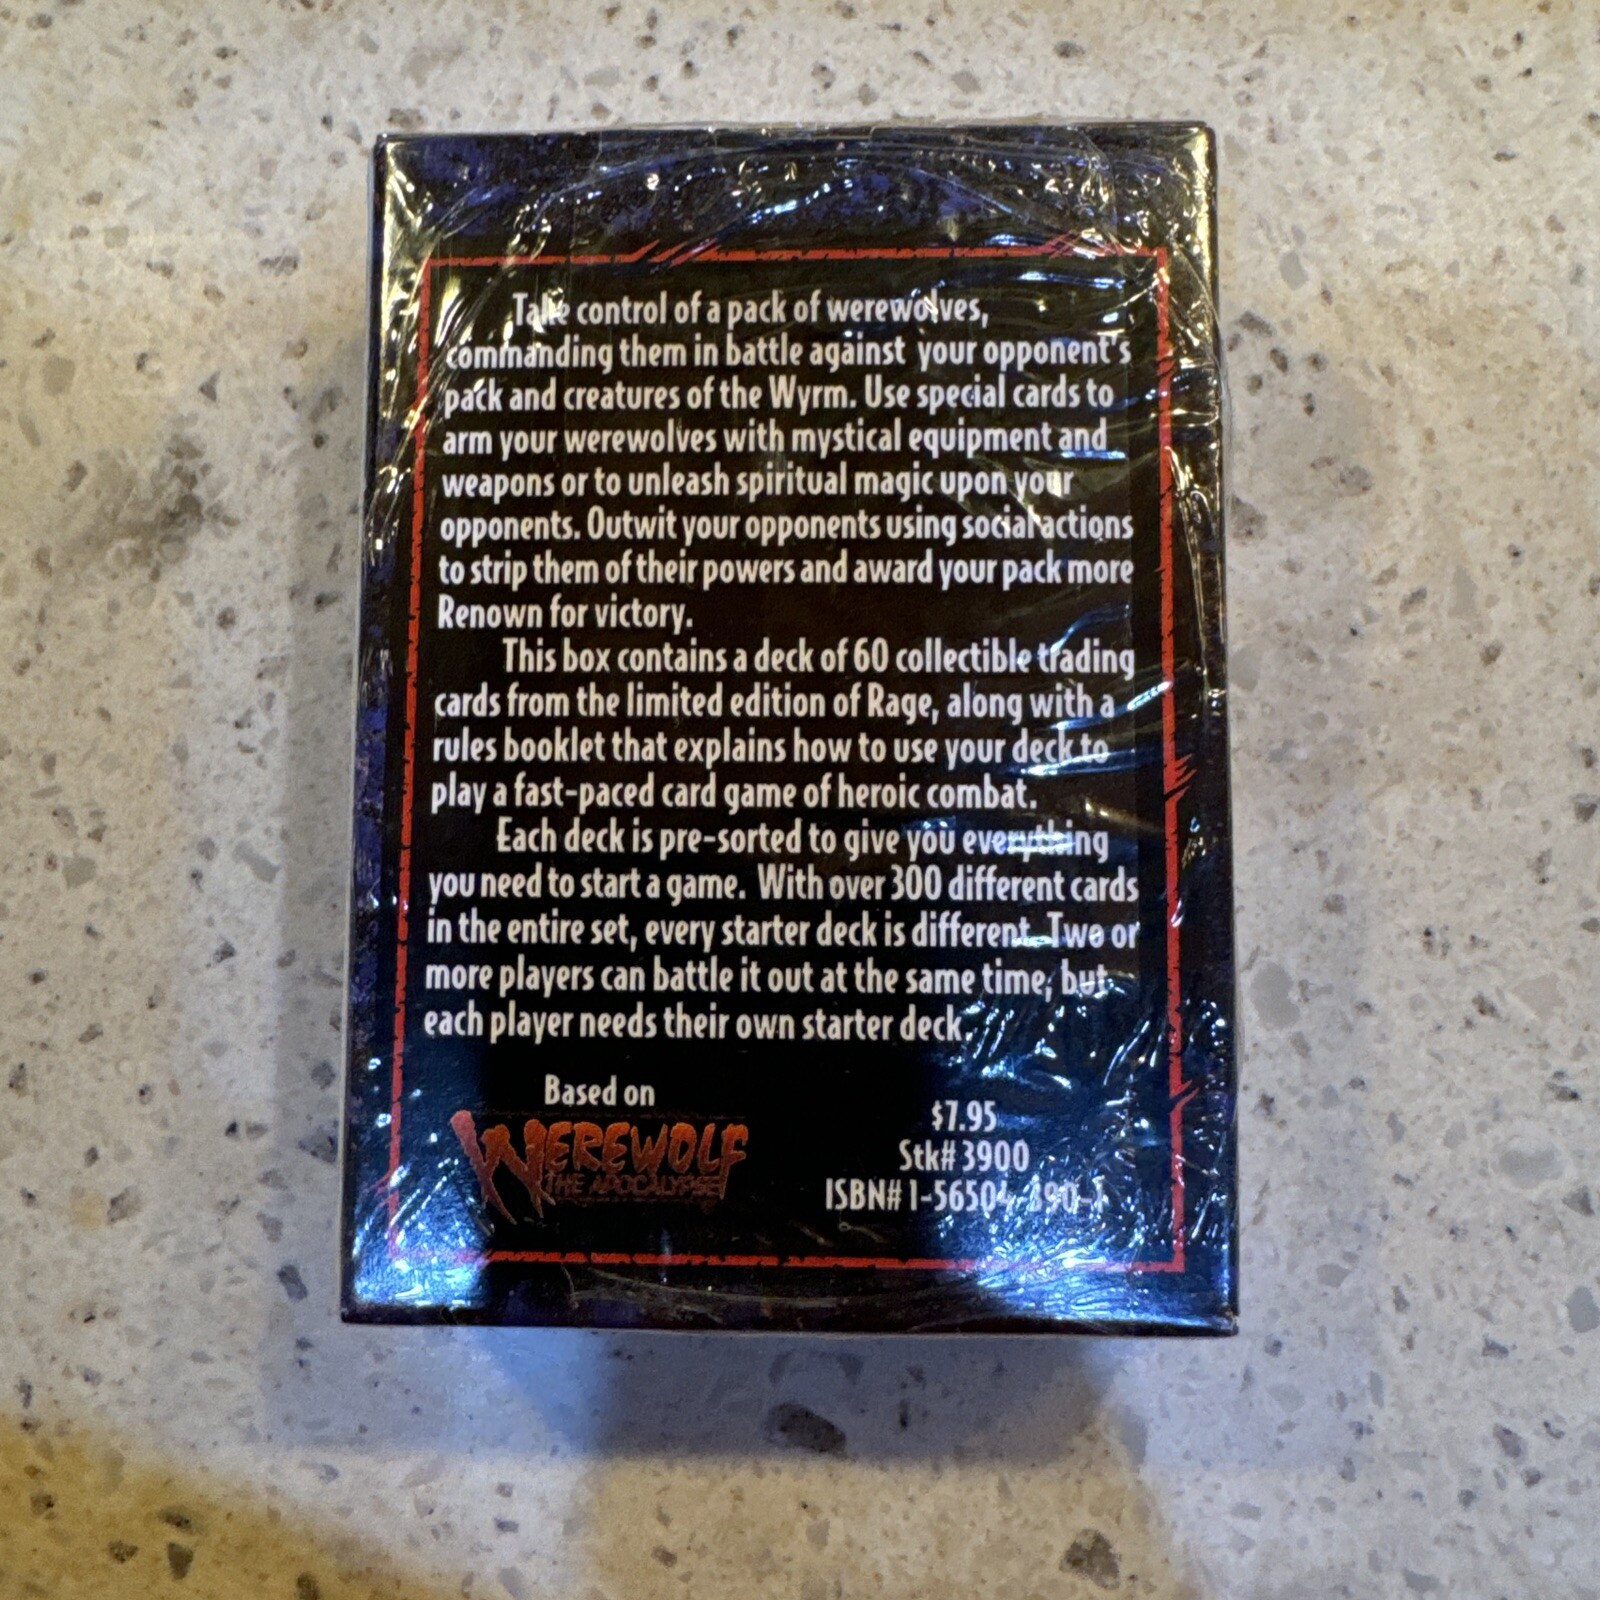 Take control of a pack of werewolves,
commanding them in battle against your opponent's
pack and creatures of the Wyrm. Use special cards to
arm your werewolves with mystical equipment and
weapons or to unleash spiritual magic upon your
opponents. Outwit your opponents using social actions
to strip them of their powers and award your pack more
Renown for victory.
This box contains a deck of 60 collectible trading
cards from the limited edition of Rage, along with a
rules booklet that explains how to use your deck to
play a fast-paced card game of heroic combat.
Each deck is pre-sorted to give you everything
you need to start a game. With over 300 different cards
in the entire set, every starter deck is different. Two or
more players can battle it out at the same time, but
each player needs their own starter deck.
Based on
WEREWOLF
THE APOCALYPSE
$7.95
Stk# 3900
ISBN#